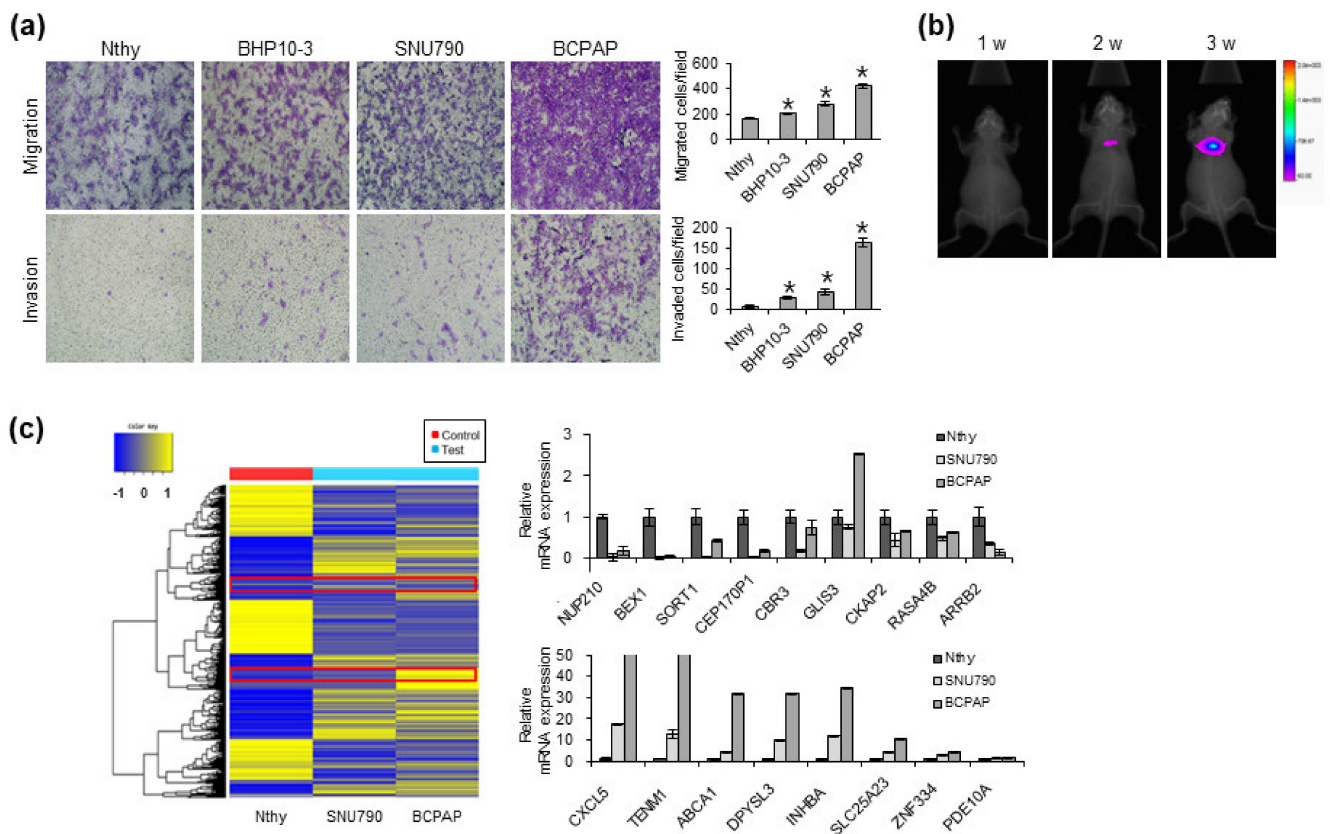 (a)
Nthy
BHP10-3
SNU790
BCPAP
Migration
Invasion
Migrated cells/field
600
400
200
0
*
*
*
Nthy
BHP10-3
SNU790
BCPAP
Invaded cells/field
200
150
100
50
0
*
*
*
Nthy
BHP10-3
SNU790
BCPAP
(b)
1 w
2 w
3 w
(c)
Color Key
-1 0 1
Control
Test
Nthy
SNU790
BCPAP
Relative
mRNA expression
3
2
1
0
Nthy
SNU790
BCPAP
NUP210
BEX1
SORT1
CEP170P1
CBR3
GLIS3
CKAP2
RASA4B
ARRB2
Relative
mRNA expression
50
40
30
20
10
0
Nthy
SNU790
BCPAP
CXCL5
TENM1
ABCA1
DPYSL3
INHBA
SLC25A23
ZNF334
PDE10A